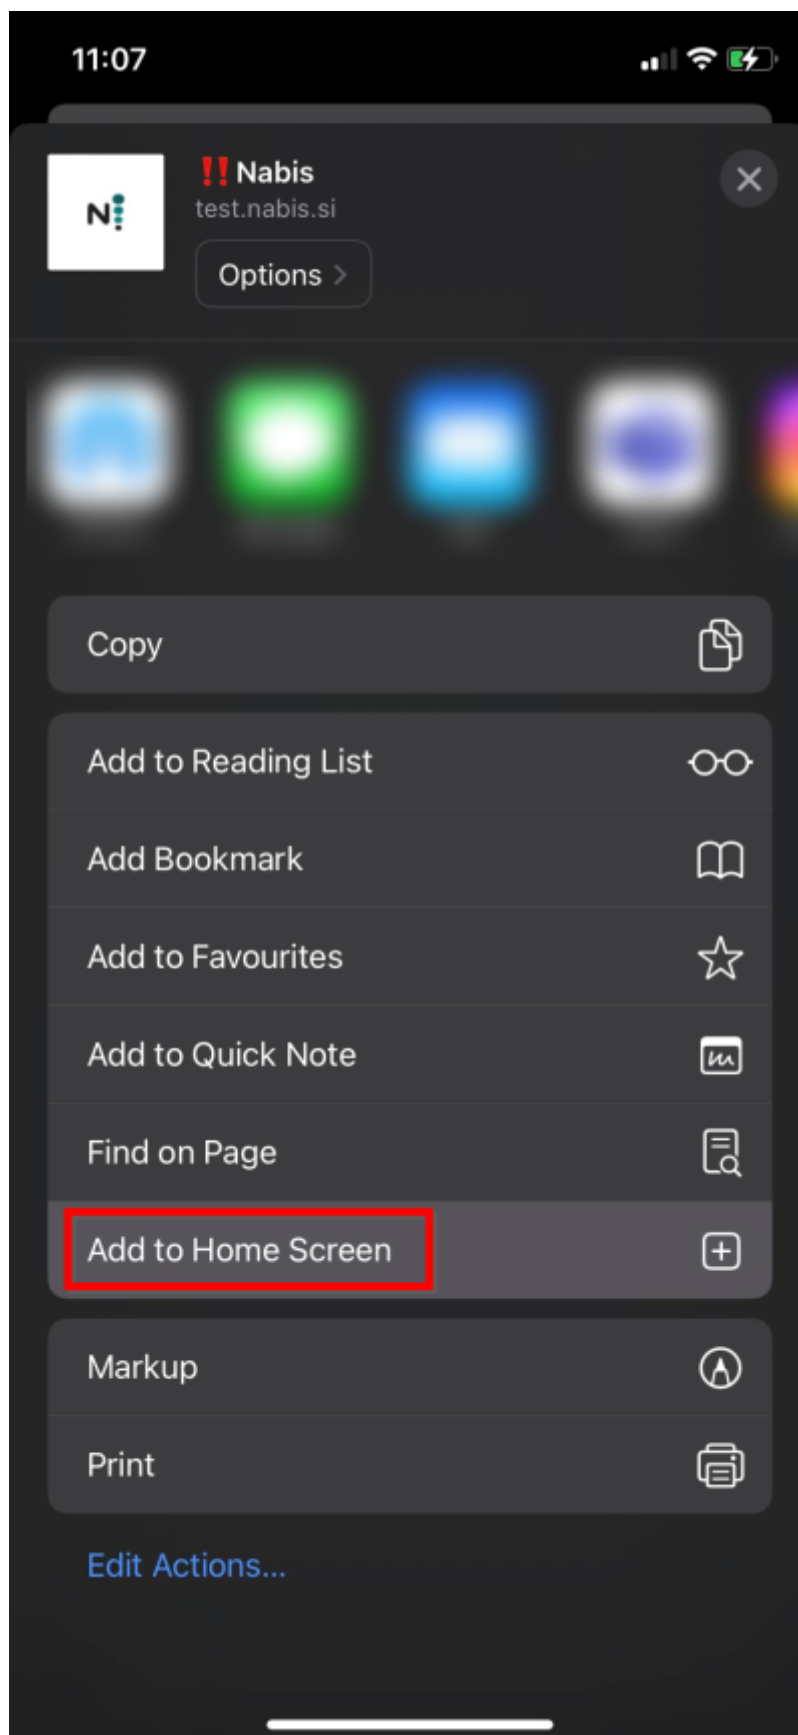 11:07
‼️Nabis
N
test.nabis.si
Options >
Copy
Add to Reading List
Add Bookmark
Add to Favourites
Add to Quick Note
Find on Page
Add to Home Screen
Markup
Print
Edit Actions...